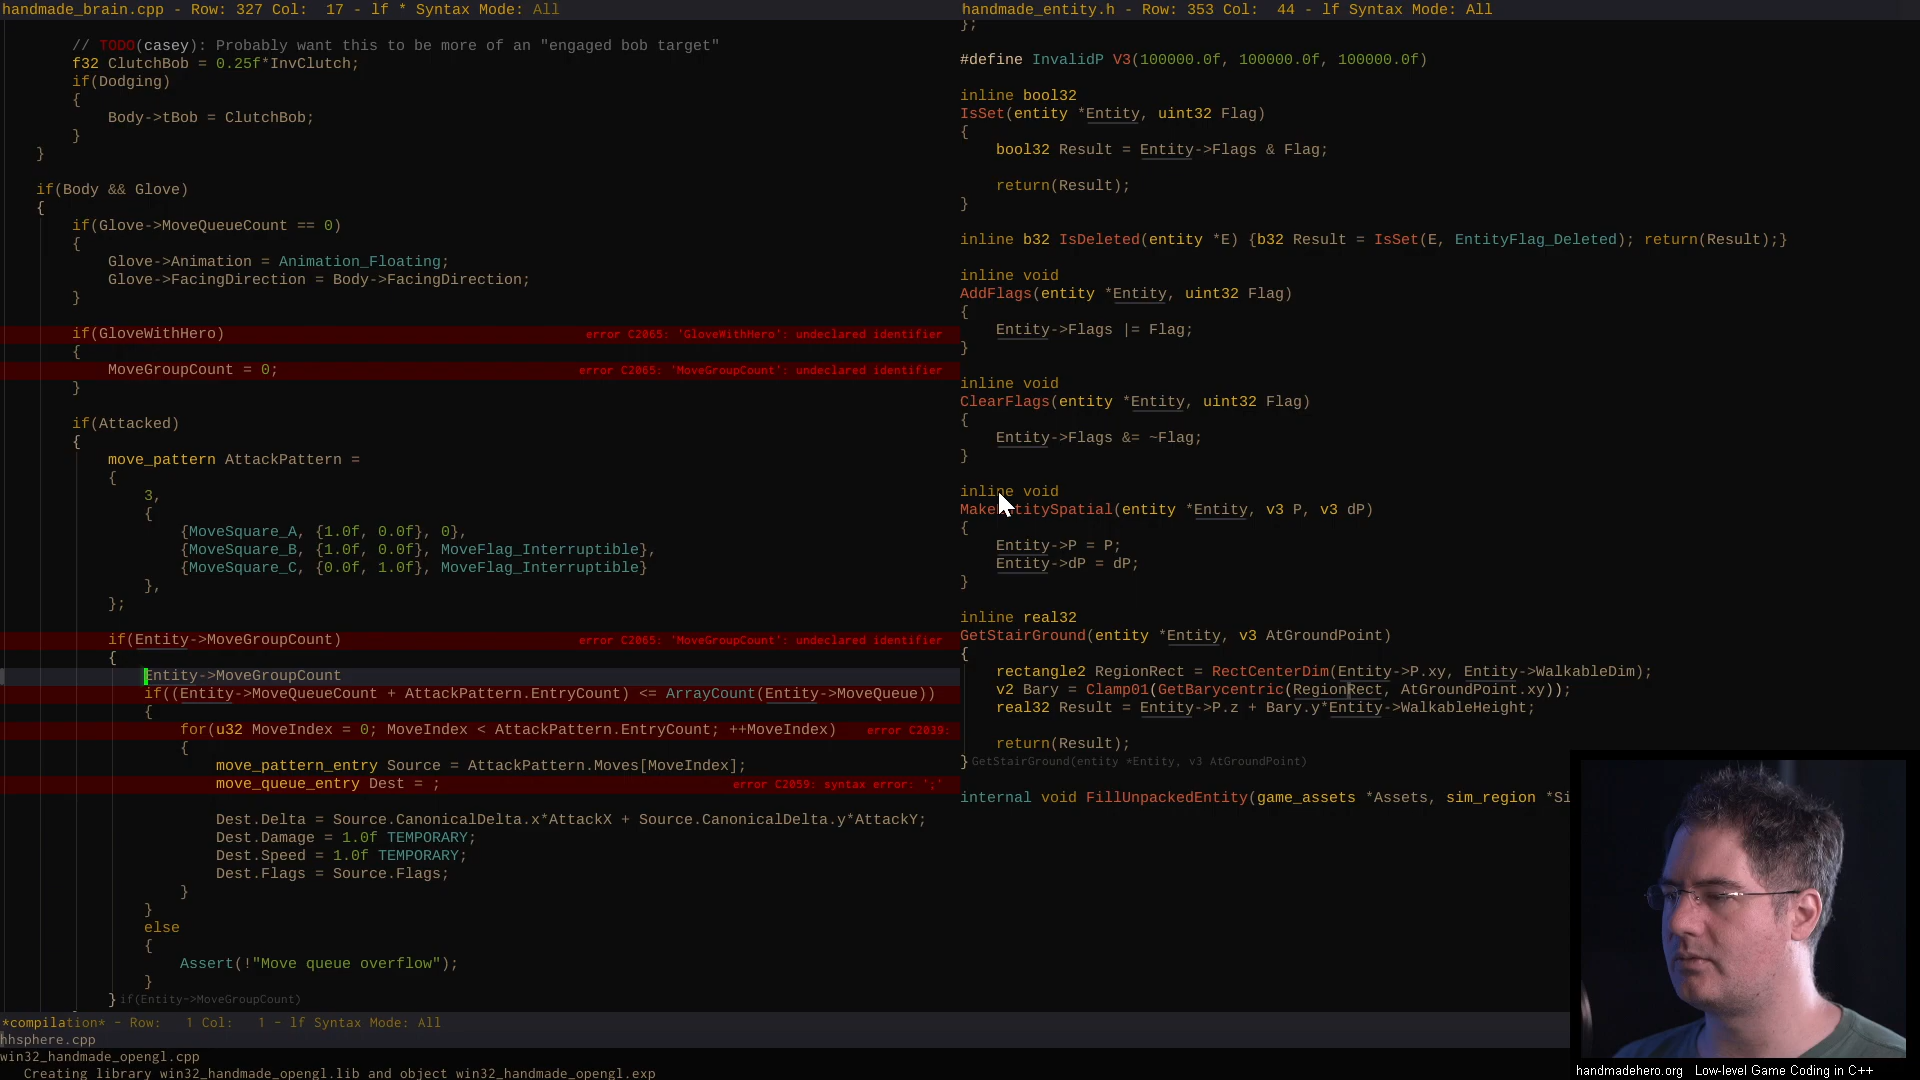 handmade_brain.cpp - Row: 327 Col:  17 - lf * Syntax Mode: All
// TODO(casey): Probably want this to be more of an "engaged bob target"
f32 ClutchBob = 0.25f*InvClutch;
if(Dodging)
{
Body->tBob = ClutchBob;
}
}
if(Body && Glove)
{
if(Glove->MoveQueueCount == 0)
{
Glove->Animation = Animation_Floating;
Glove->FacingDirection = Body->FacingDirection;
}
if(GloveWithHero) error C2065: 'GloveWithHero': undeclared identifier
{
MoveGroupCount = 0; error C2065: 'MoveGroupCount': undeclared identifier
}
if(Attacked)
{
move_pattern AttackPattern =
{
3,
{
{MoveSquare_A, {1.0f, 0.0f}, 0},
{MoveSquare_B, {1.0f, 0.0f}, MoveFlag_Interruptible},
{MoveSquare_C, {0.0f, 1.0f}, MoveFlag_Interruptible}
},
};
if(Entity->MoveGroupCount) error C2065: 'MoveGroupCount': undeclared identifier
{
Entity->MoveGroupCount
if((Entity->MoveQueueCount + AttackPattern.EntryCount) <= ArrayCount(Entity->MoveQueue))
{
for(u32 MoveIndex = 0; MoveIndex < AttackPattern.EntryCount; ++MoveIndex) error C2039:
{
move_pattern_entry Source = AttackPattern.Moves[MoveIndex];
move_queue_entry Dest = ; error C2059: syntax error: ';'
Dest.Delta = Source.CanonicalDelta.x*AttackX + Source.CanonicalDelta.y*AttackY;
Dest.Damage = 1.0f TEMPORARY;
Dest.Speed = 1.0f TEMPORARY;
Dest.Flags = Source.Flags;
}
}
else
{
Assert(!"Move queue overflow");
}
} if(Entity->MoveGroupCount)
handmade_entity.h - Row: 353 Col:  44 - lf Syntax Mode: All
};
#define InvalidP V3(100000.0f, 100000.0f, 100000.0f)
inline bool32
IsSet(entity *Entity, uint32 Flag)
{
bool32 Result = Entity->Flags & Flag;
return(Result);
}
inline b32 IsDeleted(entity *E) {b32 Result = IsSet(E, EntityFlag_Deleted); return(Result);}
inline void
AddFlags(entity *Entity, uint32 Flag)
{
Entity->Flags |= Flag;
}
inline void
ClearFlags(entity *Entity, uint32 Flag)
{
Entity->Flags &= ~Flag;
}
inline void
MakeEntitySpatial(entity *Entity, v3 P, v3 dP)
{
Entity->P = P;
Entity->dP = dP;
}
inline real32
GetStairGround(entity *Entity, v3 AtGroundPoint)
{
rectangle2 RegionRect = RectCenterDim(Entity->P.xy, Entity->WalkableDim);
v2 Bary = Clamp01(GetBarycentric(RegionRect, AtGroundPoint.xy));
real32 Result = Entity->P.z + Bary.y*Entity->WalkableHeight;
return(Result);
} GetStairGround(entity *Entity, v3 AtGroundPoint)
internal void FillUnpackedEntity(game_assets *Assets, sim_region *Si
*compilation* - Row:   1 Col:   1 - lf Syntax Mode: All
hhsphere.cpp
win32_handmade_opengl.cpp
Creating library win32_handmade_opengl.lib and object win32_handmade_opengl.exp
handmadehero.org   Low-level Game Coding in C++